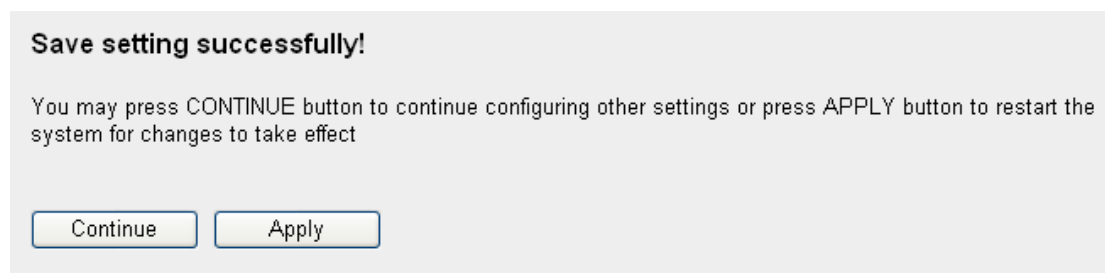 Save setting successfully!
You may press CONTINUE button to continue configuring other settings or press APPLY button to restart the
system for changes to take effect
Continue
Apply